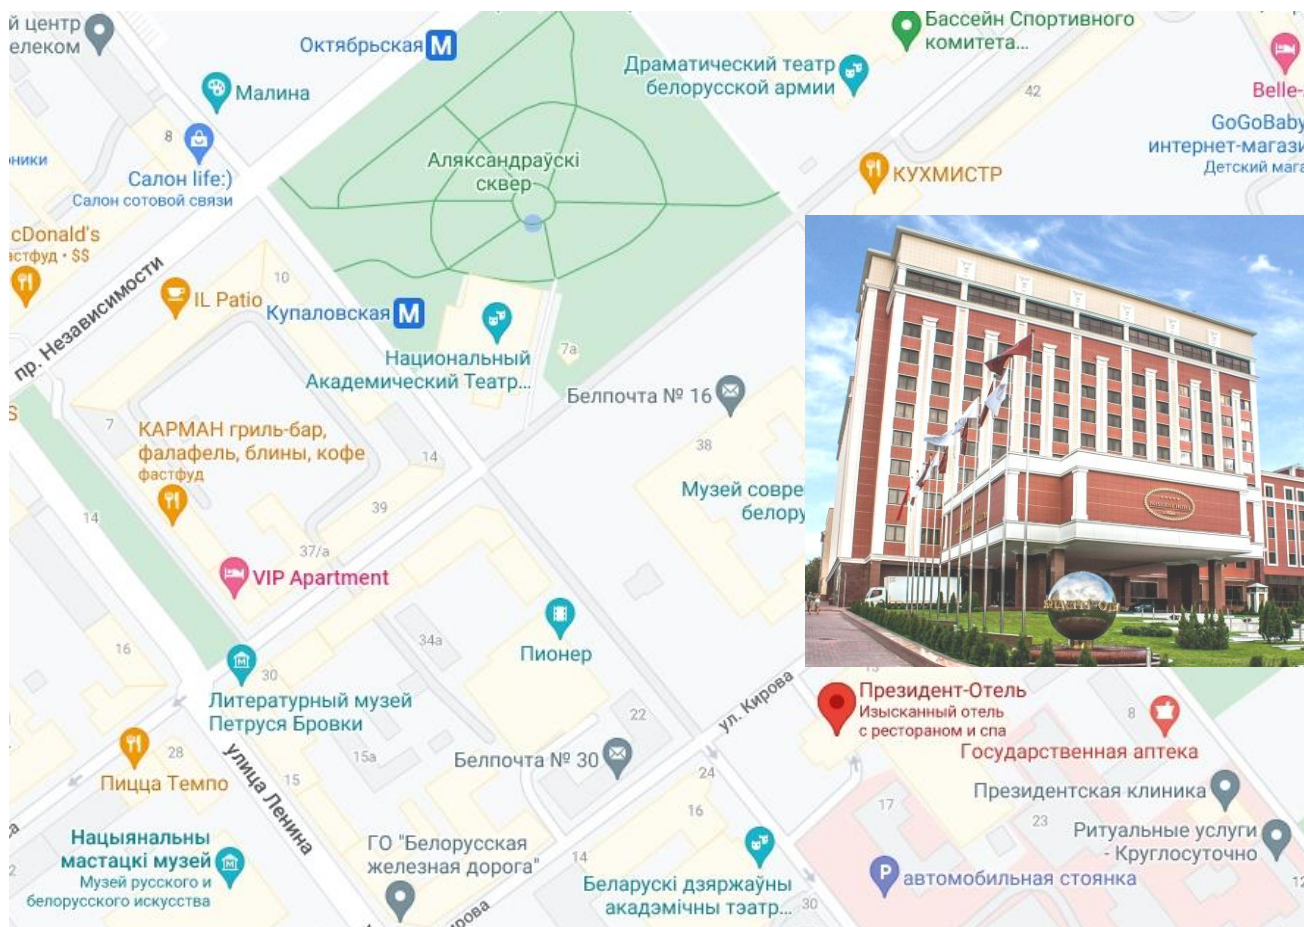 й центр
елеком
Октябрьская
M
Бассейн Спортивного
комитета...
Драматический театр
белорусской армии
42
Belle-
Малина
GoGoBaby
интернет-магази
Детский мага
8
ники
Салон life:)
Салон сотовой связи
Аляксандраўскі
сквер
КУХМИСТР
cDonald's
астфуд • $$
пр. Независимости
IL Patio
10
Купаловская
M
Национальный
Академический Театр...
7а
Белпочта № 16
S
7
КАРМАН гриль-бар,
фалафель, блины, кофе
фастфуд
14
38
Музей совре
белору
14
39
37/а
VIP Apartment
34а
Пионер
16
30
Литературный музей
Петруся Бровки
ул. Кирова
22
Президент-Отель
Изысканный отель
с рестораном и спа
8
Государственная аптека
28
Пицца Темпо
улица Ленина
15а
15
Белпочта № 30
24
16
17
23
Президентская клиника
Ритуальные услуги
- Круглосуточно
Нацыянальны
мастацкі музей
Музей русского и
белорусского искусства
ГО "Белорусская
железная дорога"
14
Беларускі дзяржаўны
акадэмічны тэатр...
30
P
автомобильная стоянка
12
2
ирова